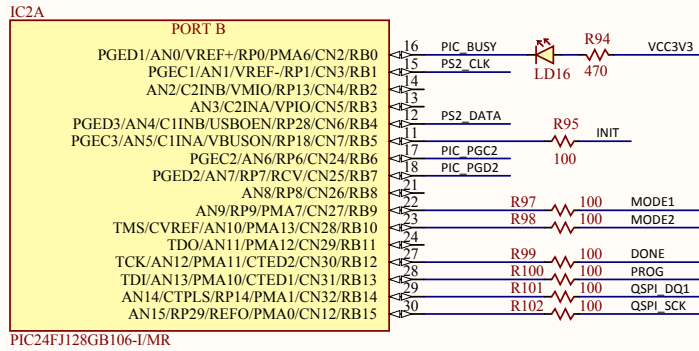 IC2A
PORT B
PGED1/AN0/VREF+/RP0/PMA6/CN2/RB0 16 PIC_BUSY LD16 R94 470 VCC3V3
PGEC1/AN1/VREF-/RP1/CN3/RB1 15 PS2_CLK
AN2/C2INB/VMIO/RP13/CN4/RB2 14
AN3/C2INA/VPIO/CN5/RB3 13
PGED3/AN4/C1INB/USBOEN/RP28/CN6/RB4 12 PS2_DATA
PGEC3/AN5/C1INA/VBUSON/RP18/CN7/RB5 11 R95 100 INIT
PGEC2/AN6/RP6/CN24/RB6 17 PIC_PGC2
PGED2/AN7/RP7/RCV/CN25/RB7 18 PIC_PGD2
AN8/RP8/CN26/RB8 21
AN9/RP9/PMA7/CN27/RB9 22 R97 100 MODE1
TMS/CVREF/AN10/PMA13/CN28/RB10 23 R98 100 MODE2
TDO/AN11/PMA12/CN29/RB11 24
TCK/AN12/PMA11/CTED2/CN30/RB12 27 R99 100 DONE
TDI/AN13/PMA10/CTED1/CN31/RB13 28 R100 100 PROG
AN14/CTPLS/RP14/PMA1/CN32/RB14 29 R101 100 QSPI_DQ1
AN15/RP29/REFO/PMA0/CN12/RB15 30 R102 100 QSPI_SCK
PIC24FJ128GB106-I/MR